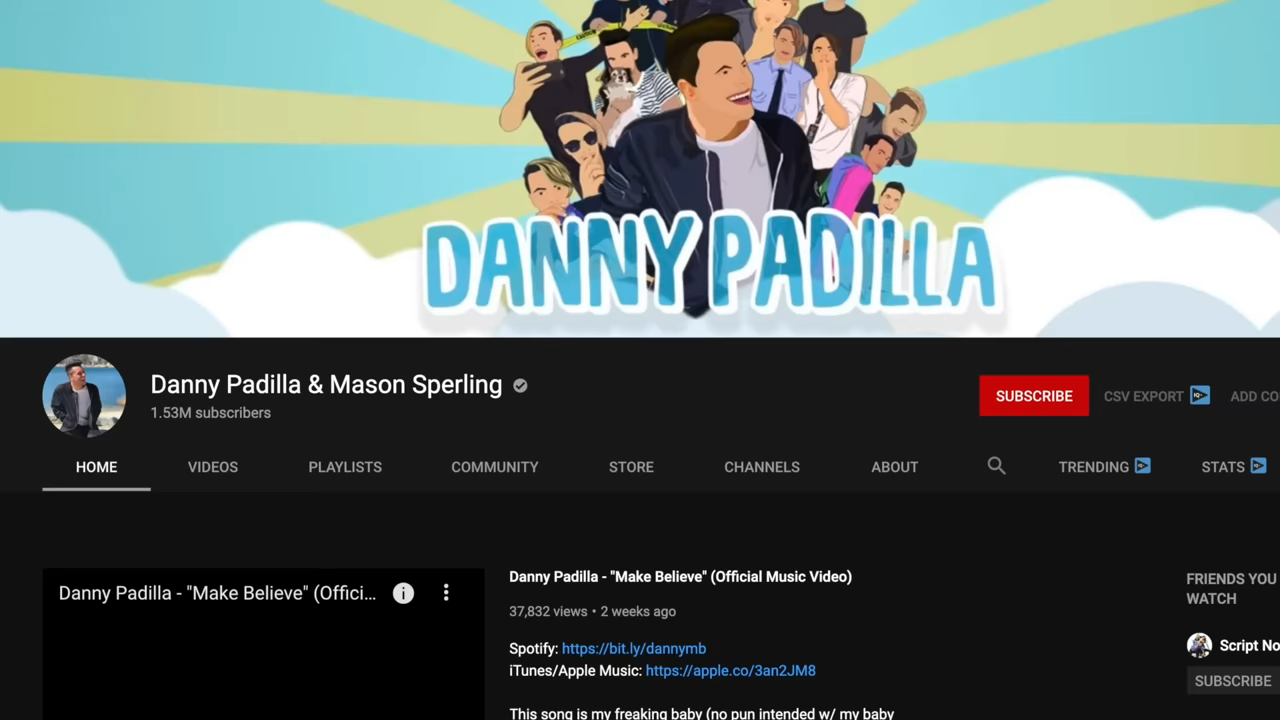 CAUTION
DANNY PADILLA
Danny Padilla & Mason Sperling
1.53M subscribers
SUBSCRIBE
CSV EXPORT
ADD CO
HOME
VIDEOS
PLAYLISTS
COMMUNITY
STORE
CHANNELS
ABOUT
TRENDING
STATS
Danny Padilla - "Make Believe" (Offici...
Danny Padilla - "Make Believe" (Official Music Video)
37,832 views • 2 weeks ago
Spotify: https://bit.ly/dannymb
iTunes/Apple Music: https://apple.co/3an2JM8
This song is my freaking baby (no pun intended w/ my baby
FRIENDS YOU
WATCH
Script No
SUBSCRIBE